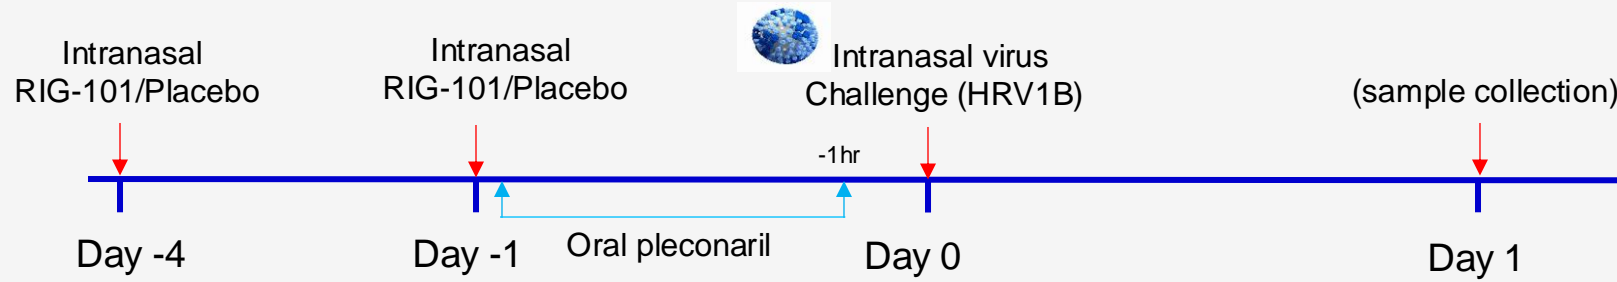 Intranasal
RIG-101/Placebo
Intranasal
RIG-101/Placebo
Intranasal virus
Challenge (HRV1B)
(sample collection)
-1hr
Day -4
Day -1
Oral pleconaril
Day 0
Day 1